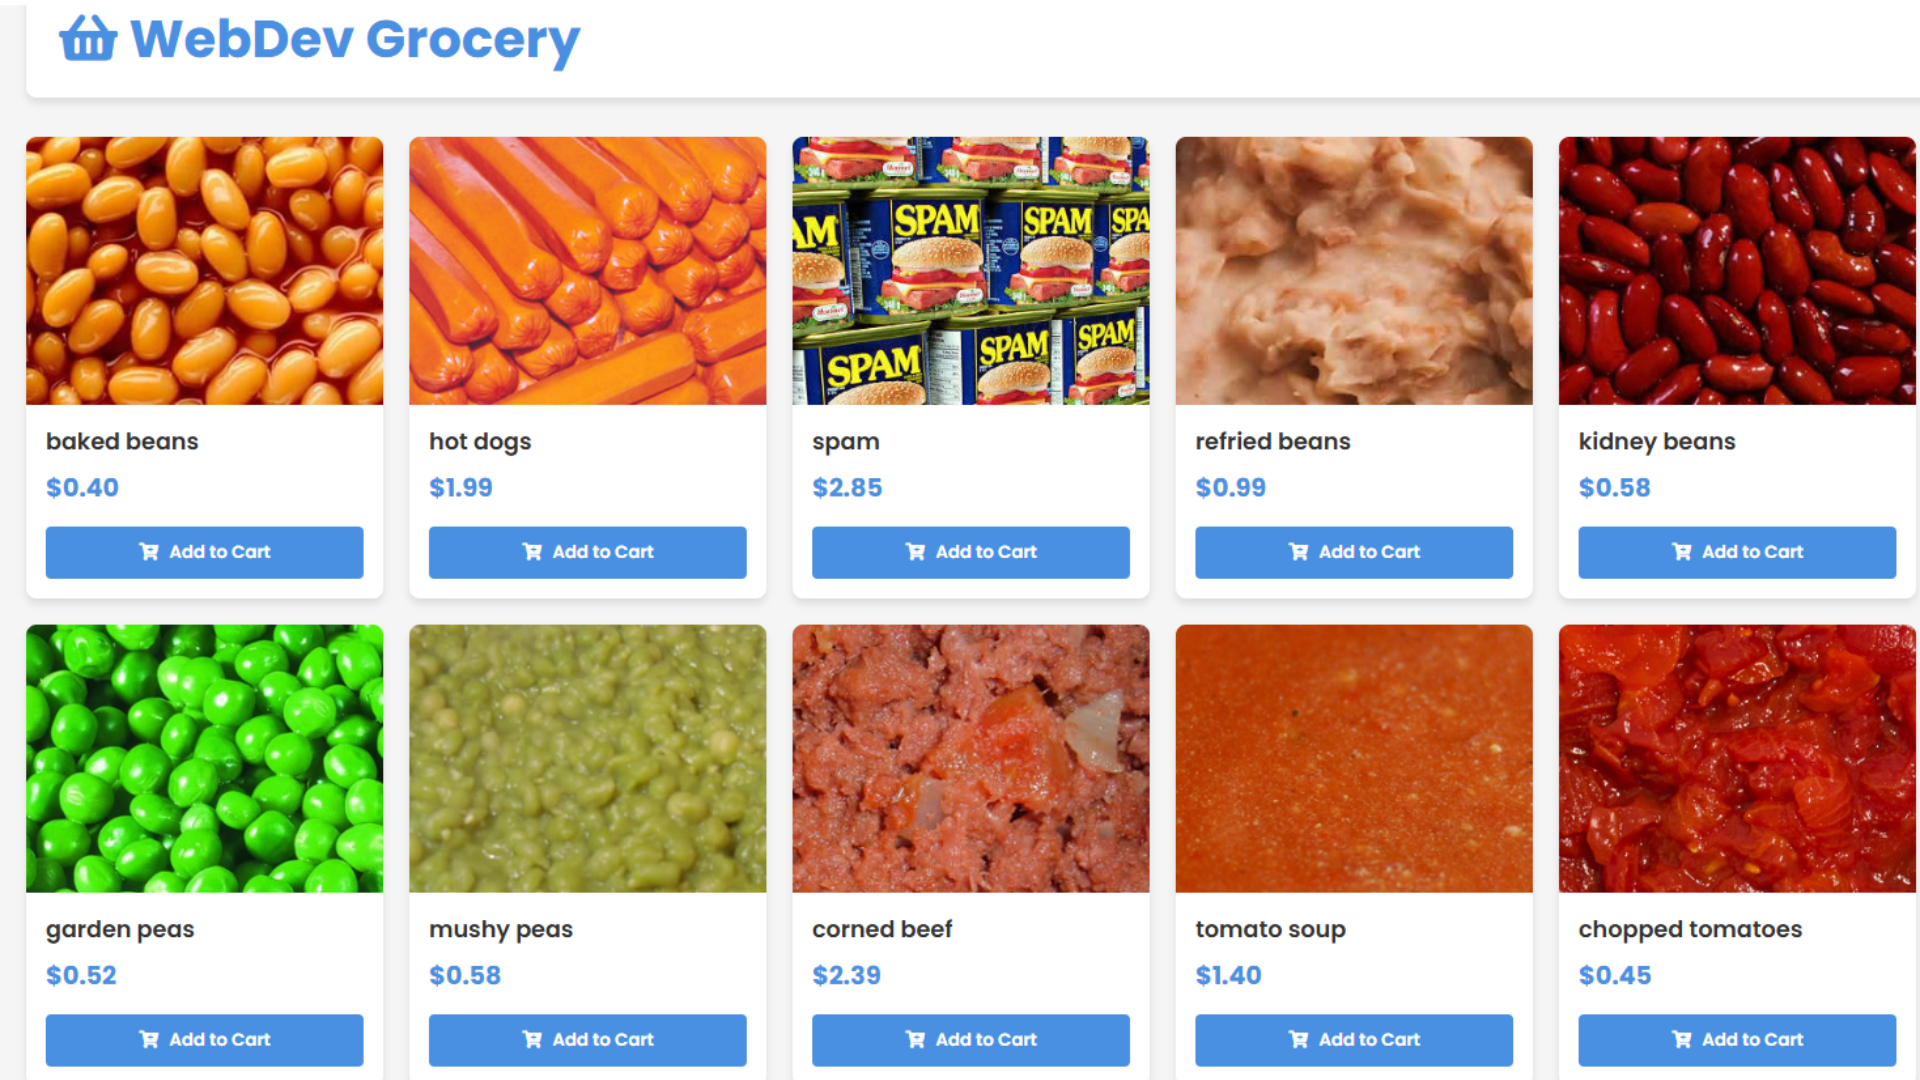 WebDev Grocery
AM
SPAM
SPAM
SPA
SPAM
SPAM
SPAM
baked beans
hot dogs
spam
refried beans
kidney beans
$0.40
$1.99
$2.85
$0.99
$0.58
Add to Cart
Add to Cart
Add to Cart
Add to Cart
Add to Cart
garden peas
mushy peas
corned beef
tomato soup
chopped tomatoes
$0.52
$0.58
$2.39
$1.40
$0.45
Add to Cart
Add to Cart
Add to Cart
Add to Cart
Add to Cart